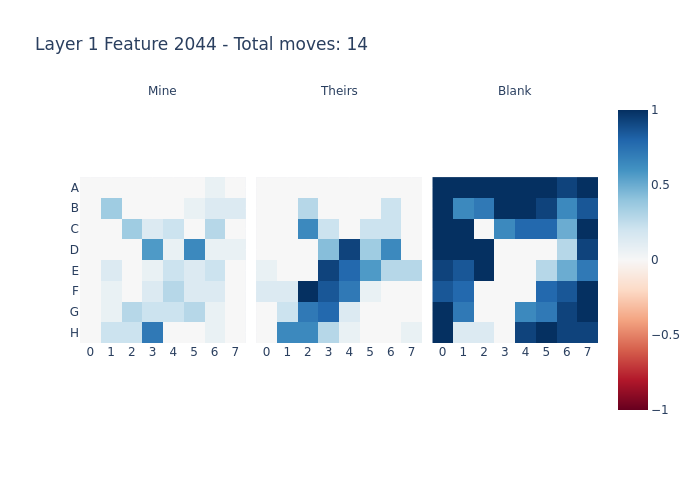 Layer 1 Feature 2044 - Total moves: 14
Mine Theirs Blank
A
B
C
D
E
F
G
H
0 1 2 3 4 5 6 7 0 1 2 3 4 5 6 7 0 1 2 3 4 5 6 7
1
0.5
0
−0.5
−1